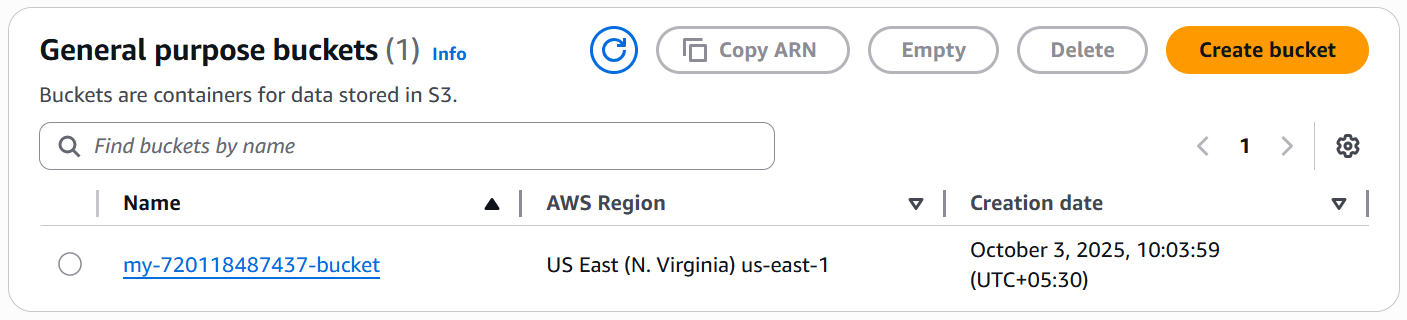 General purpose buckets (1) Info
Copy ARN
Empty
Delete
Create bucket
Buckets are containers for data stored in S3.
Find buckets by name
1
Name
AWS Region
Creation date
my-720118487437-bucket
US East (N. Virginia) us-east-1
October 3, 2025, 10:03:59
(UTC+05:30)